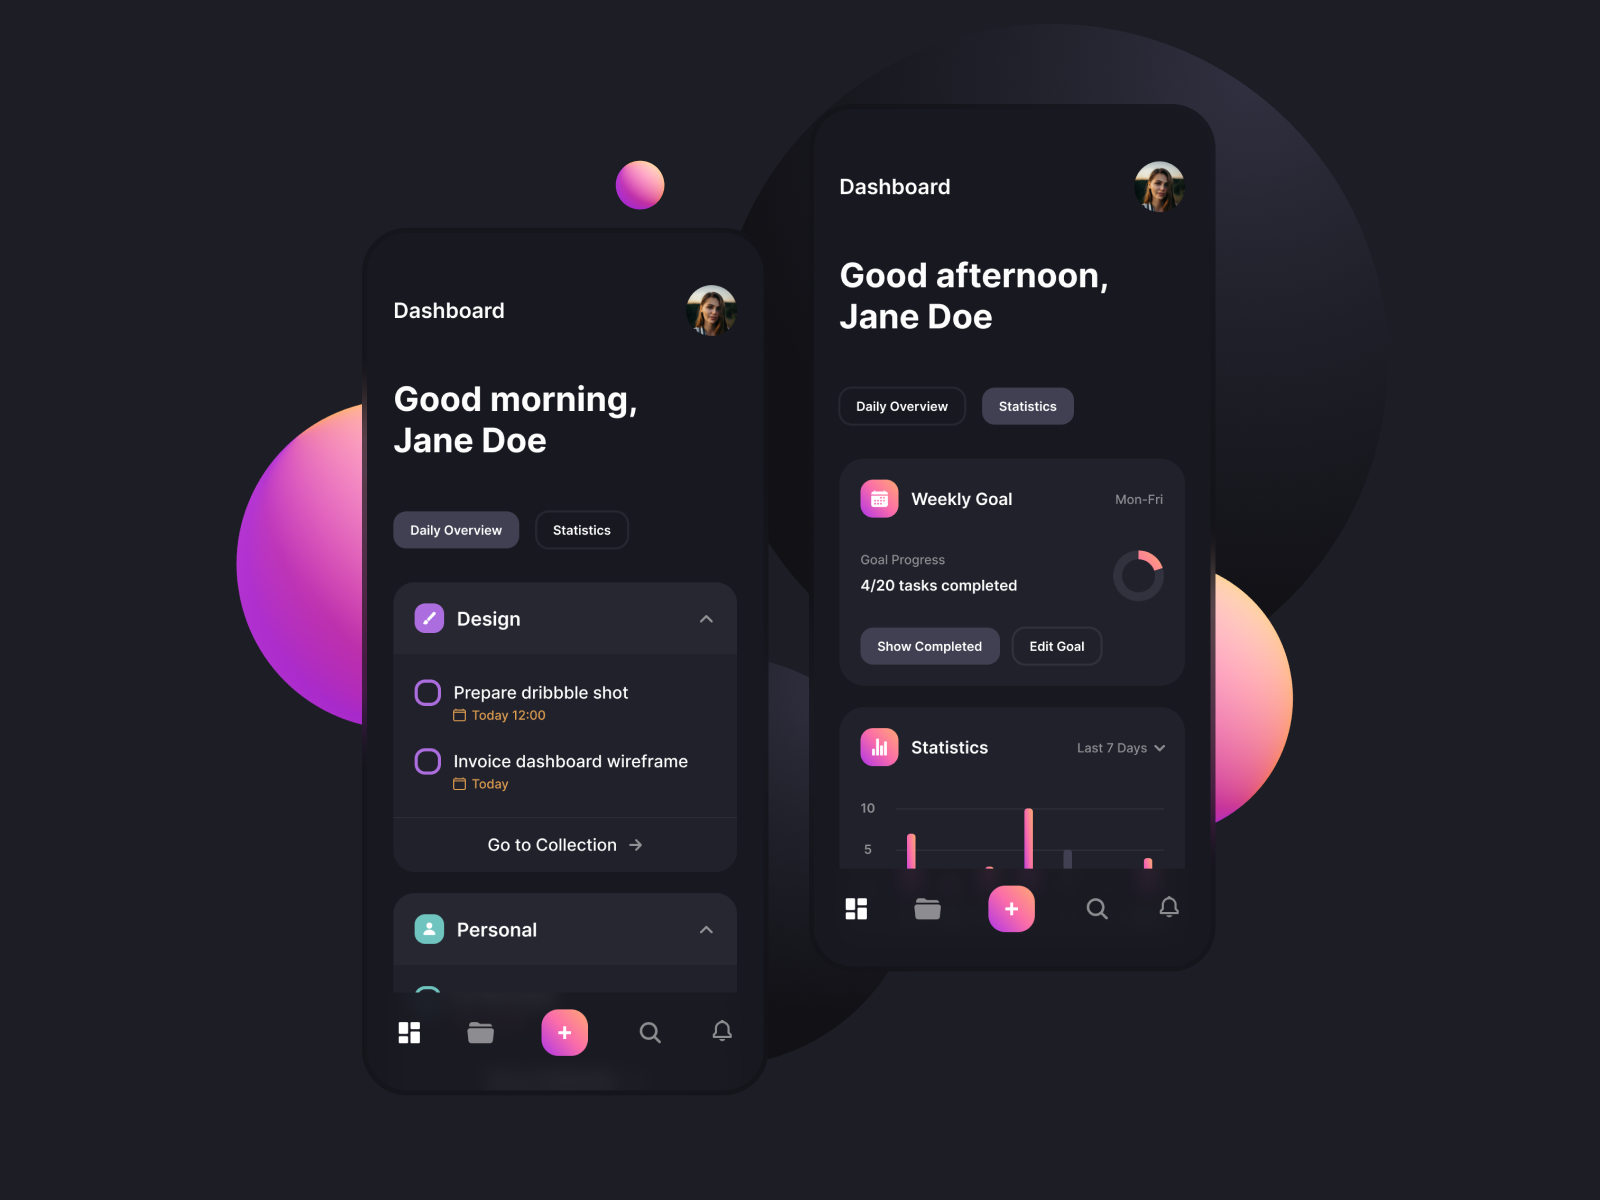 Dashboard
Good morning,
Jane Doe
Daily Overview
Statistics
Design
Prepare dribbble shot
Today 12:00
Invoice dashboard wireframe
Today
Go to Collection
Personal
Dashboard
Good afternoon,
Jane Doe
Daily Overview
Statistics
Weekly Goal
Mon-Fri
Goal Progress
4/20 tasks completed
Show Completed
Edit Goal
Statistics
Last 7 Days
10
5